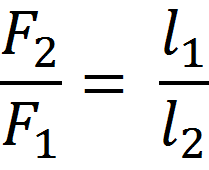 F₂/F₁ = l₁/l₂